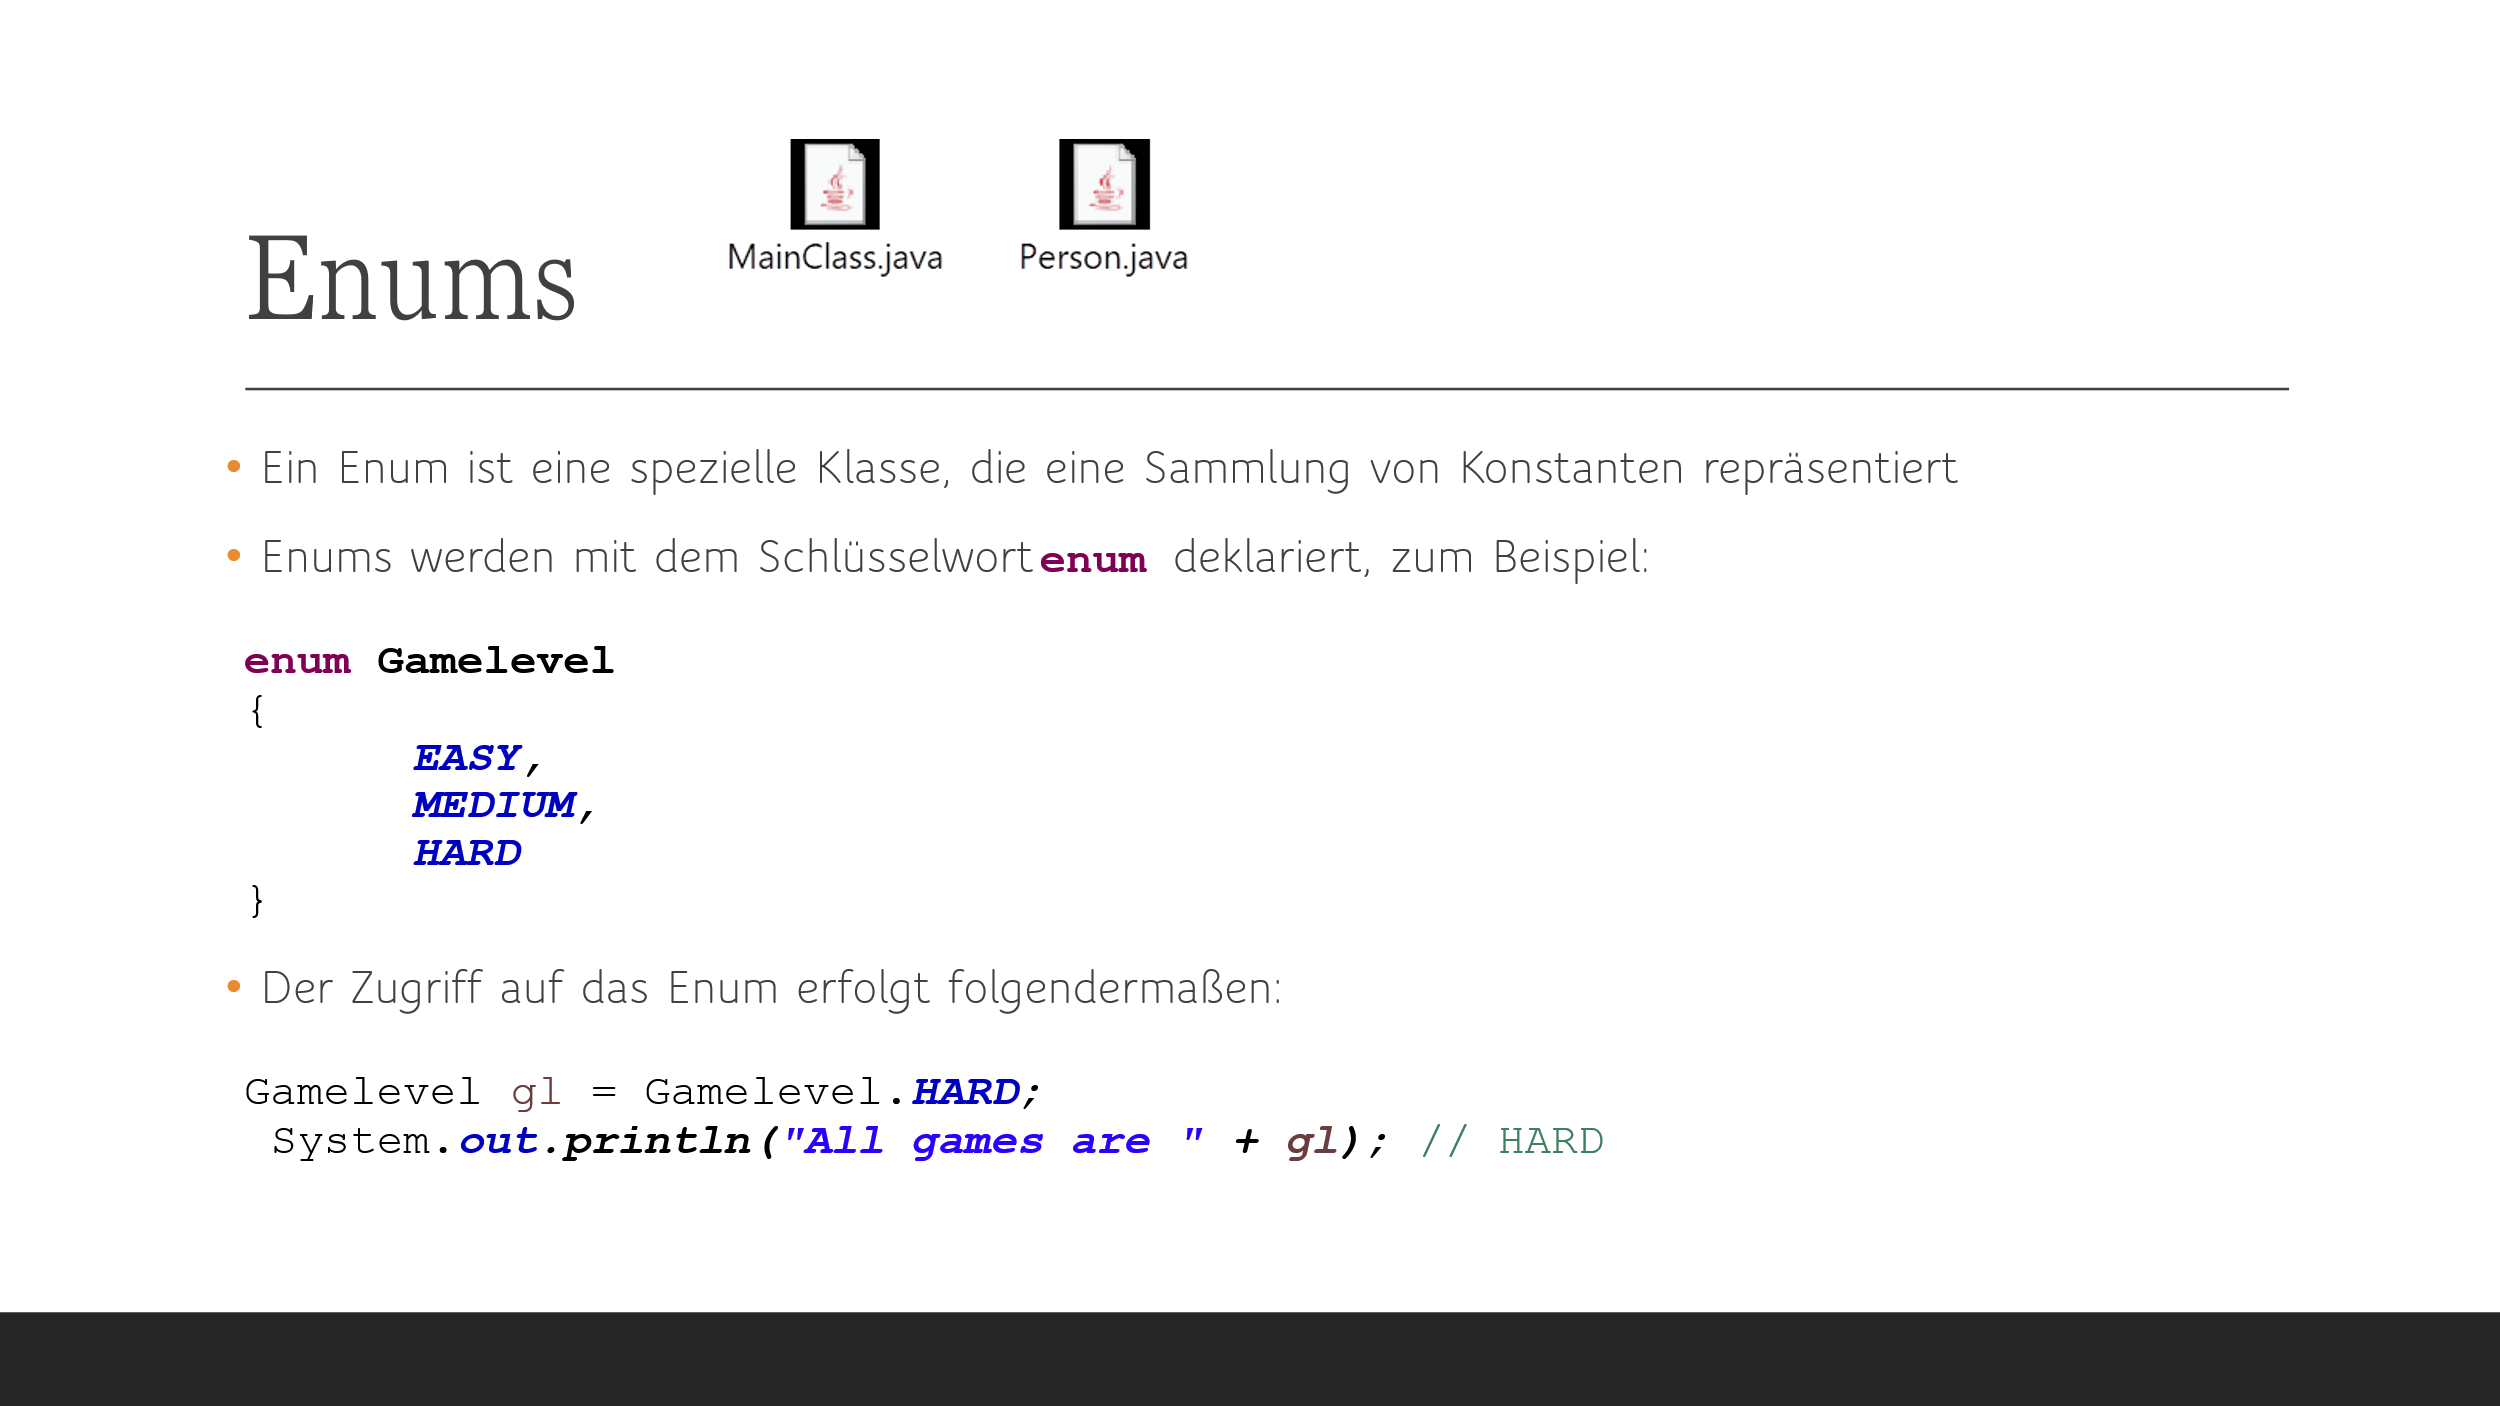 MainClass.java Person.java
Enums
• Ein Enum ist eine spezielle Klasse, die eine Sammlung von Konstanten repräsentiert
• Enums werden mit dem Schlüsselwort enum deklariert, zum Beispiel:
enum Gamelevel
{
EASY,
MEDIUM,
HARD
}
• Der Zugriff auf das Enum erfolgt folgendermaßen:
Gamelevel gl = Gamelevel.HARD;
System.out.println("All games are " + gl); // HARD